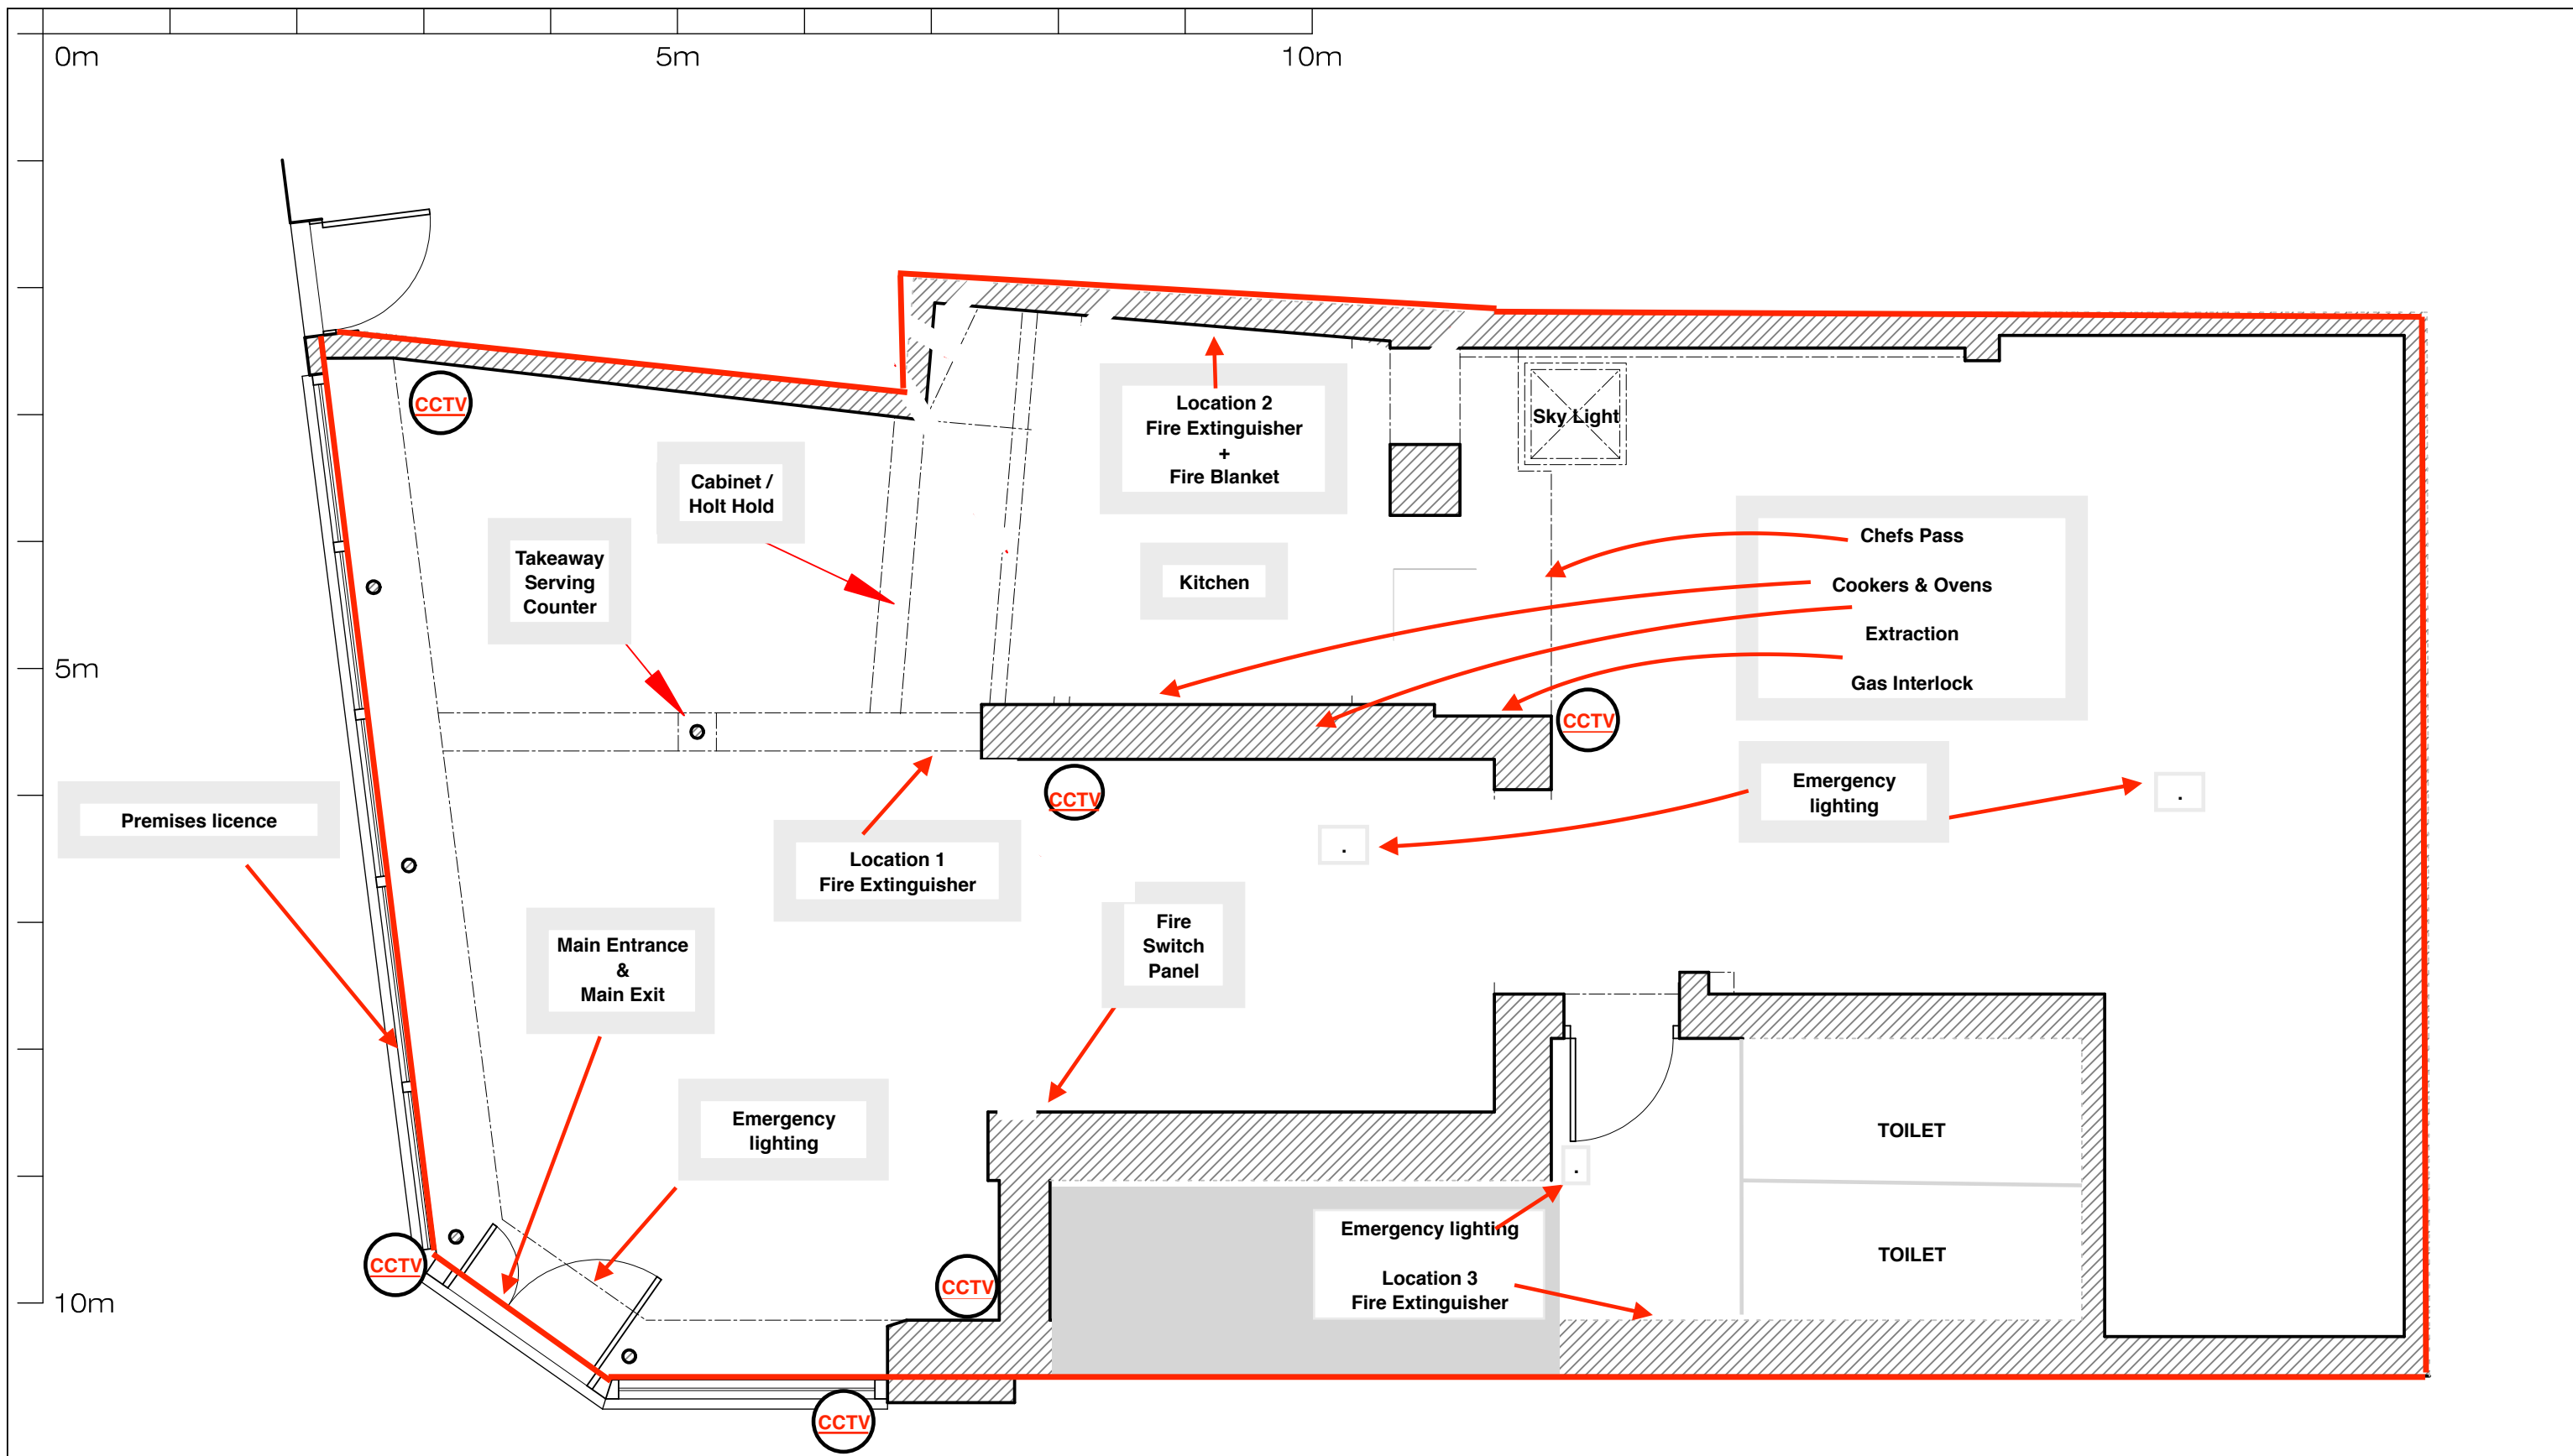 0m
5m
10m
CCTV
Location 2
Fire Extinguisher
+
Fire Blanket
Sky Light
Cabinet /
Holt Hold
Takeaway
Serving
Counter
Kitchen
Chefs Pass
Cookers & Ovens
Extraction
Gas Interlock
5m
CCTV
CCTV
Emergency
lighting
.
.
Premises licence
Location 1
Fire Extinguisher
Fire
Switch
Panel
Main Entrance
&
Main Exit
Emergency
lighting
TOILET
.
Emergency lighting
Location 3
Fire Extinguisher
TOILET
CCTV
CCTV
10m
CCTV